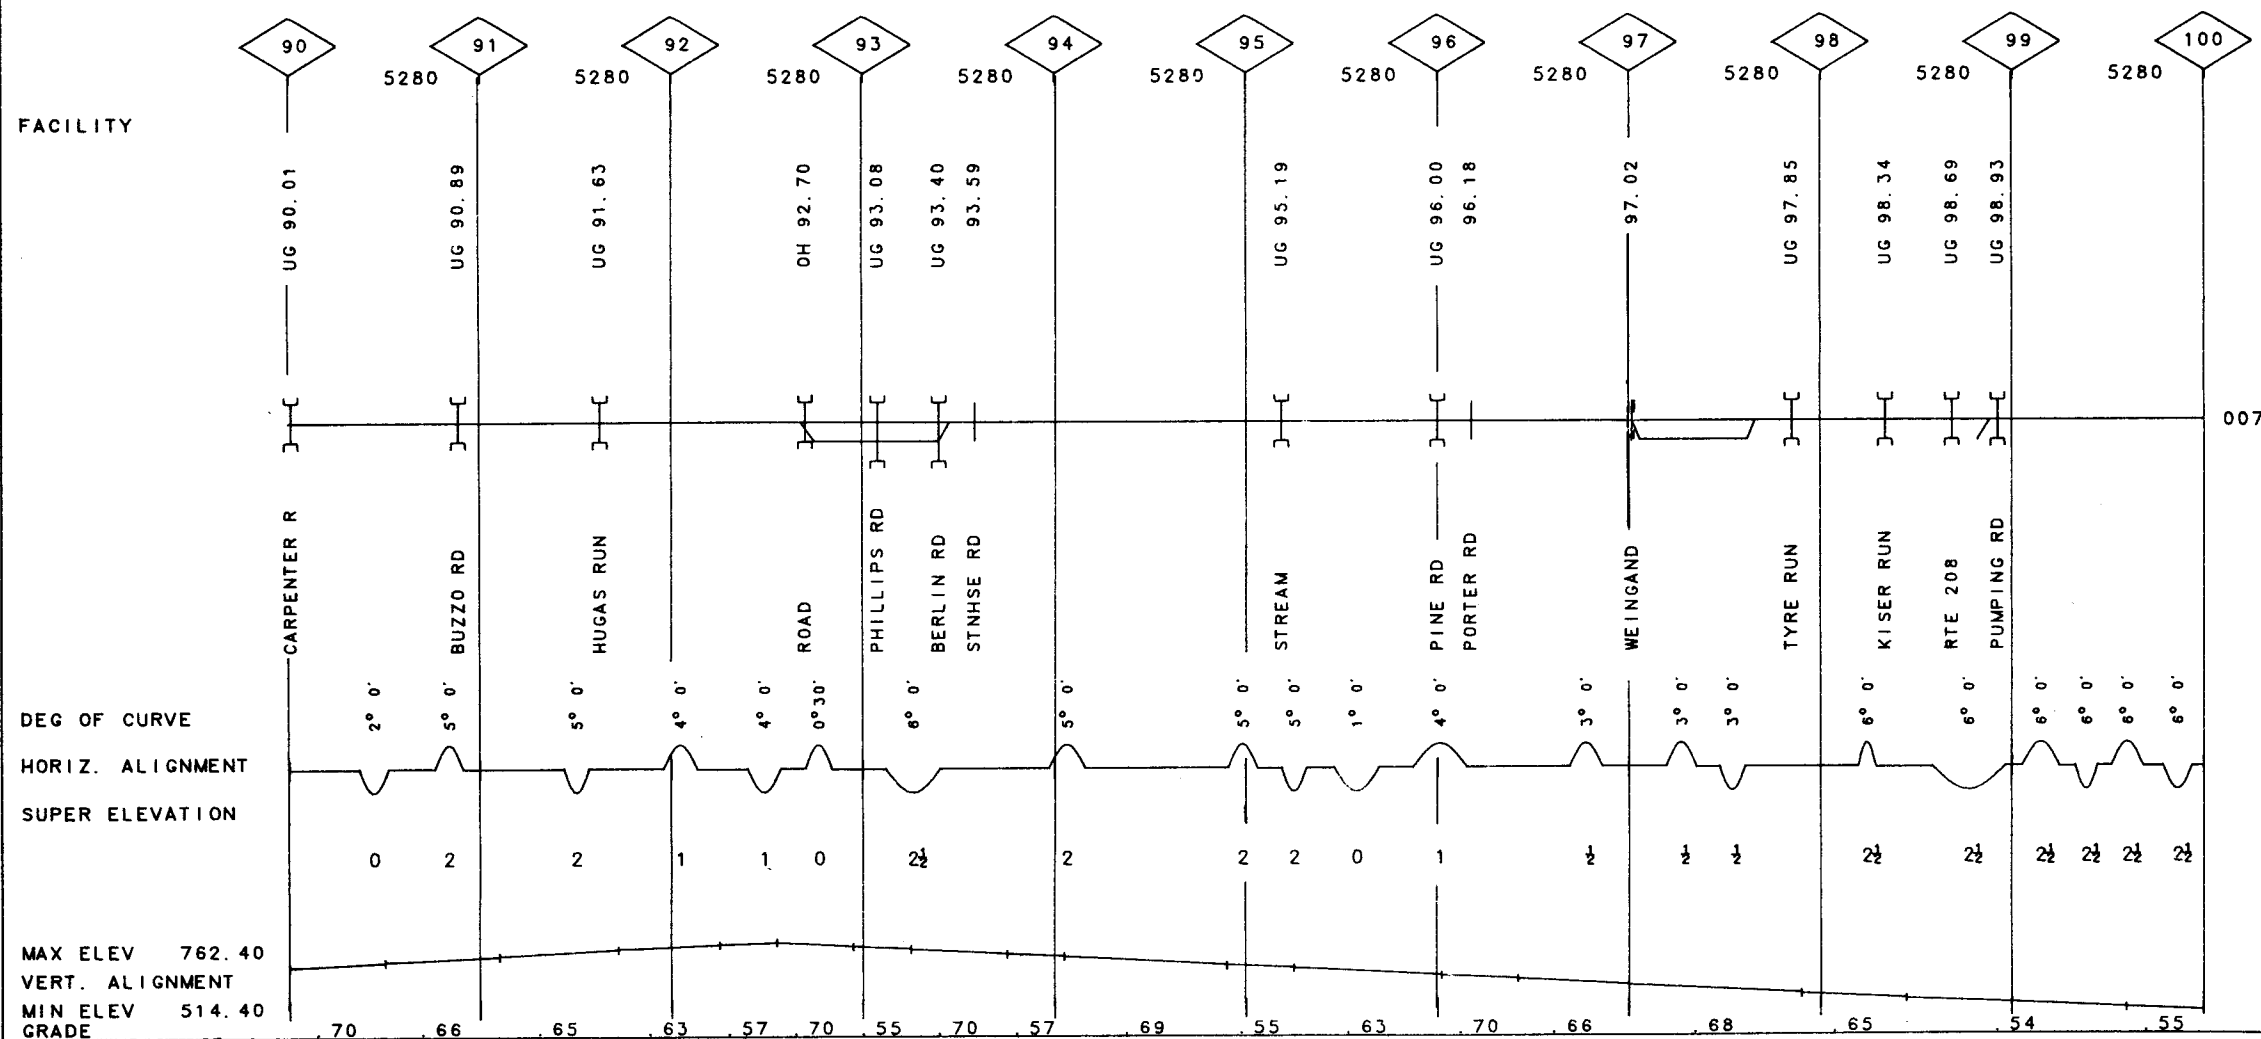 90 91 92 93 94 95 96 97 98 99 100
5280 5280 5280 5280 5280 5280 5280 5280 5280 5280
FACILITY
UG 90.01
UG 90.89
UG 91.63
OH 92.70
UG 93.08
UG 93.40
93.59
UG 95.19
UG 96.00
96.18
97.02
UG 97.85
UG 98.34
UG 98.69
UG 98.93
007
CARPENTER R
BUZZO RD
HUGAS RUN
ROAD
PHILLIPS RD
BERLIN RD
STNHSE RD
STREAM
PINE RD
PORTER RD
WEINGAND
TYRE RUN
KISER RUN
RTE 208
PUMPING RD
DEG OF CURVE 2° 0' 5° 0' 5° 0' 4° 0' 4° 0' 0°30' 6° 0' 5° 0' 5° 0' 5° 0' 1° 0' 4° 0' 3° 0' 3° 0' 3° 0' 6° 0' 6° 0' 6° 0' 6° 0' 6° 0' 6° 0'
HORIZ. ALIGNMENT
SUPER ELEVATION
0 2 2 1 1 0 2½ 2 2 2 0 1 ½ ½ ½ 2½ 2½ 2½ 2½ 2½ 2½
MAX ELEV 762.40
VERT. ALIGNMENT
MIN ELEV 514.40
GRADE .70 .66 .65 .63 .57 .70 .55 .70 .57 .69 .55 .63 .70 .66 .68 .65 .54 .55